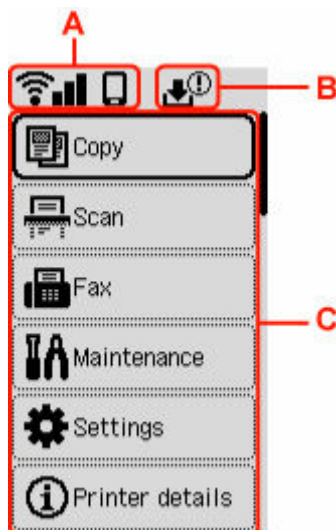 A
B
Copy
Scan
Fax
C
Maintenance
Settings
Printer details